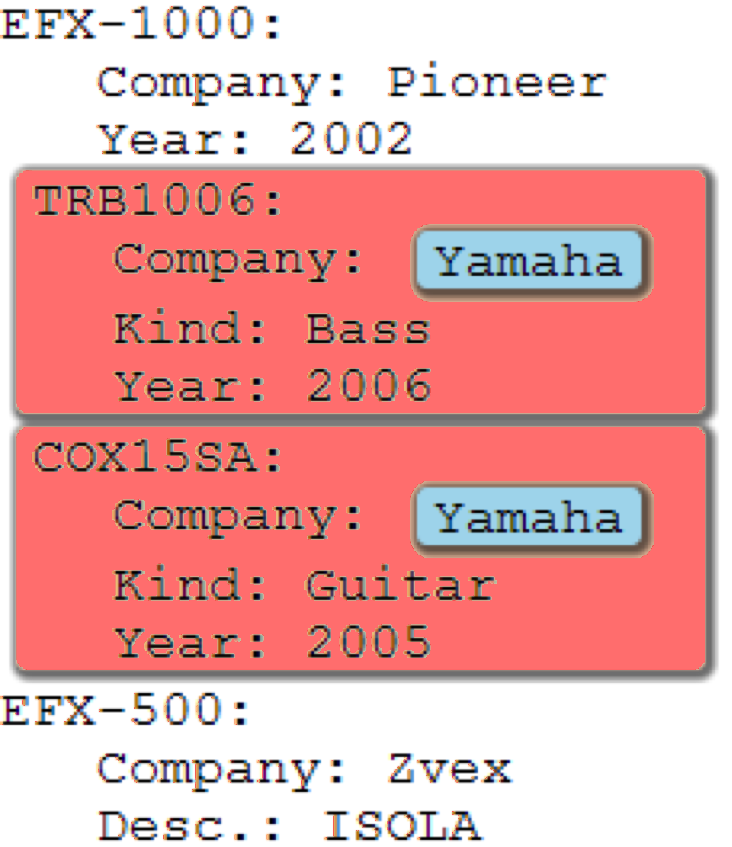 EFX-1000:
Company: Pioneer
Year: 2002
TRB1006:
Company: Yamaha
Kind: Bass
Year: 2006
COX15SA:
Company: Yamaha
Kind: Guitar
Year: 2005
EFX-500:
Company: Zvex
Desc.: ISOLA